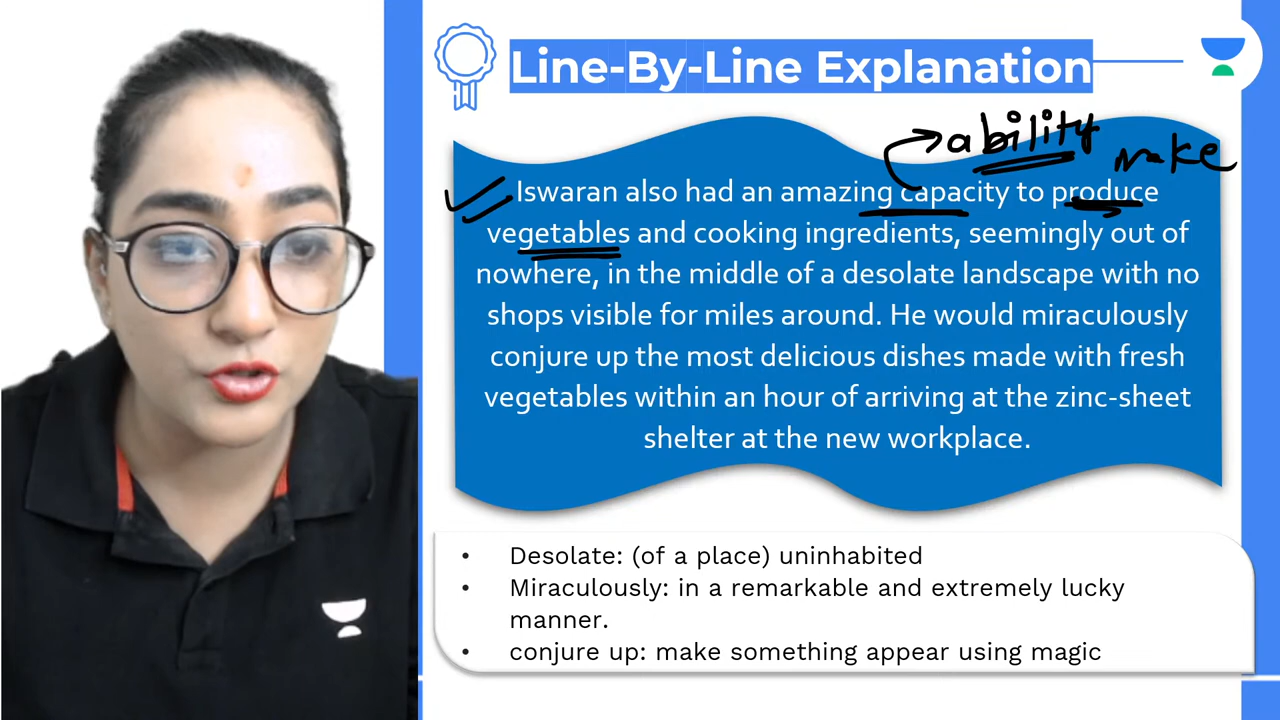 Line-By-Line Explanation
ability
make
Iswaran also had an amazing capacity to produce
vegetables and cooking ingredients, seemingly out of
nowhere, in the middle of a desolate landscape with no
shops visible for miles around. He would miraculously
conjure up the most delicious dishes made with fresh
vegetables within an hour of arriving at the zinc-sheet
shelter at the new workplace.
• Desolate: (of a place) uninhabited
• Miraculously: in a remarkable and extremely lucky
manner.
• conjure up: make something appear using magic